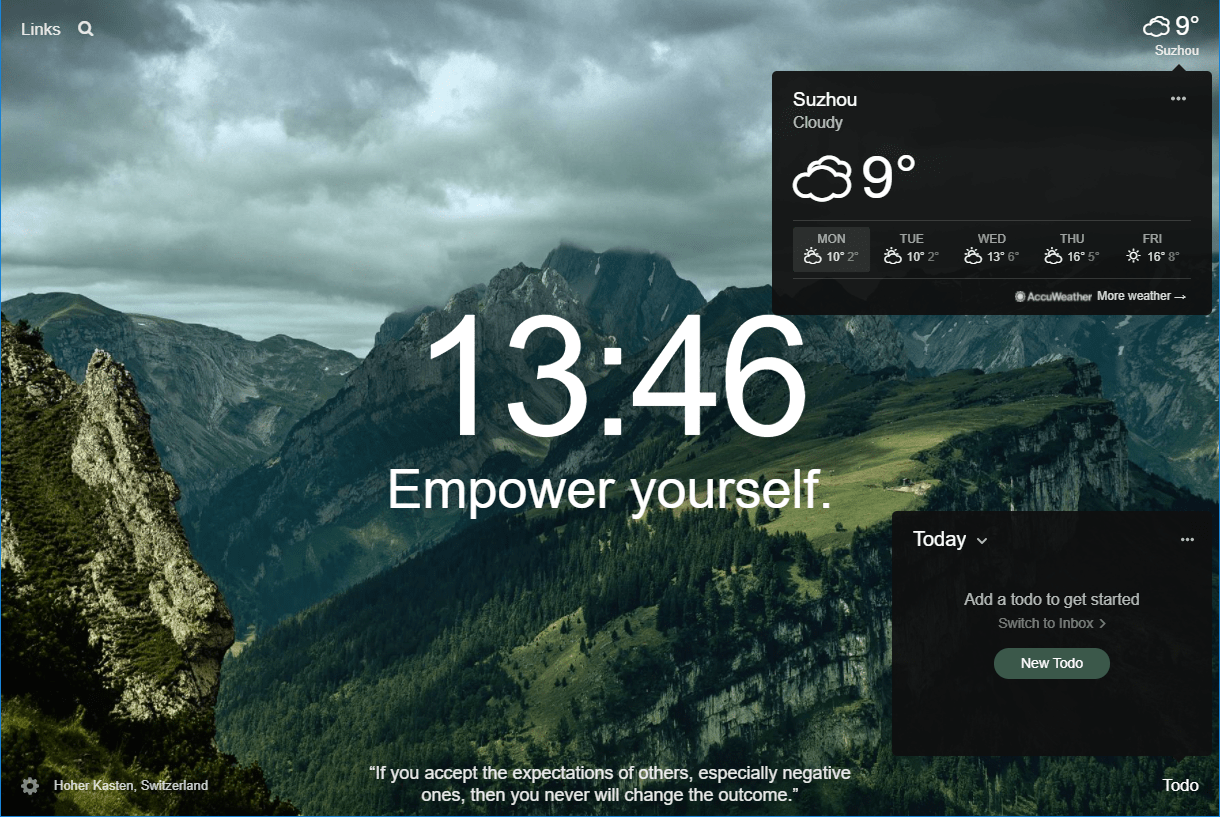 Links
9°
Suzhou
Suzhou
Cloudy
9°
MON TUE WED THU FRI
10° 2° 10° 2° 13° 6° 16° 5° 16° 8°
AccuWeather More weather →
13:46
Empower yourself.
Today
Add a todo to get started
Switch to Inbox >
New Todo
“If you accept the expectations of others, especially negative
ones, then you never will change the outcome.”
Hoher Kasten, Switzerland
Todo